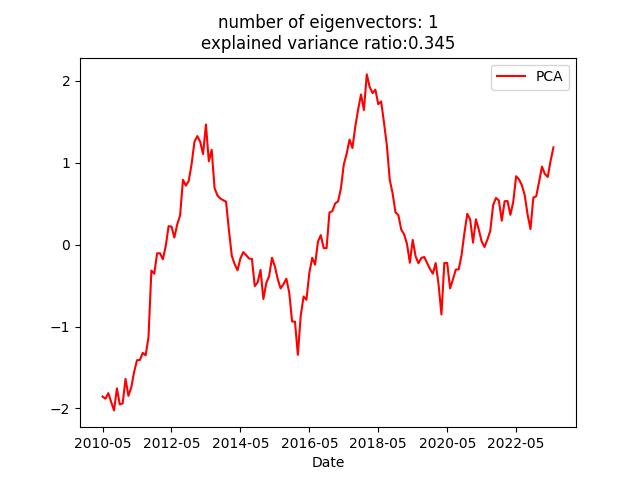 number of eigenvectors: 1
explained variance ratio:0.345
PCA
2
1
0
−1
−2
2010-05 2012-05 2014-05 2016-05 2018-05 2020-05 2022-05
Date